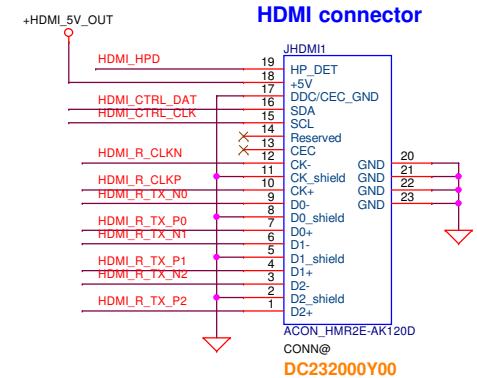 HDMI connector
+HDMI_5V_OUT
JHDMI1
HDMI_HPD 19 HP_DET
18 +5V
17 DDC/CEC_GND
HDMI_CTRL_DAT 16 SDA
HDMI_CTRL_CLK 15 SCL
14 Reserved
13 CEC
HDMI_R_CLKN 12 CK- GND 20
11 CK_shield GND 21
HDMI_R_CLKP 10 CK+ GND 22
HDMI_R_TX_N0 9 D0- GND 23
8 D0_shield
HDMI_R_TX_P0 7 D0+
HDMI_R_TX_N1 6 D1-
5 D1_shield
HDMI_R_TX_P1 4 D1+
HDMI_R_TX_N2 3 D2-
2 D2_shield
HDMI_R_TX_P2 1 D2+
ACON_HMR2E-AK120D
CONN@
DC232000Y00